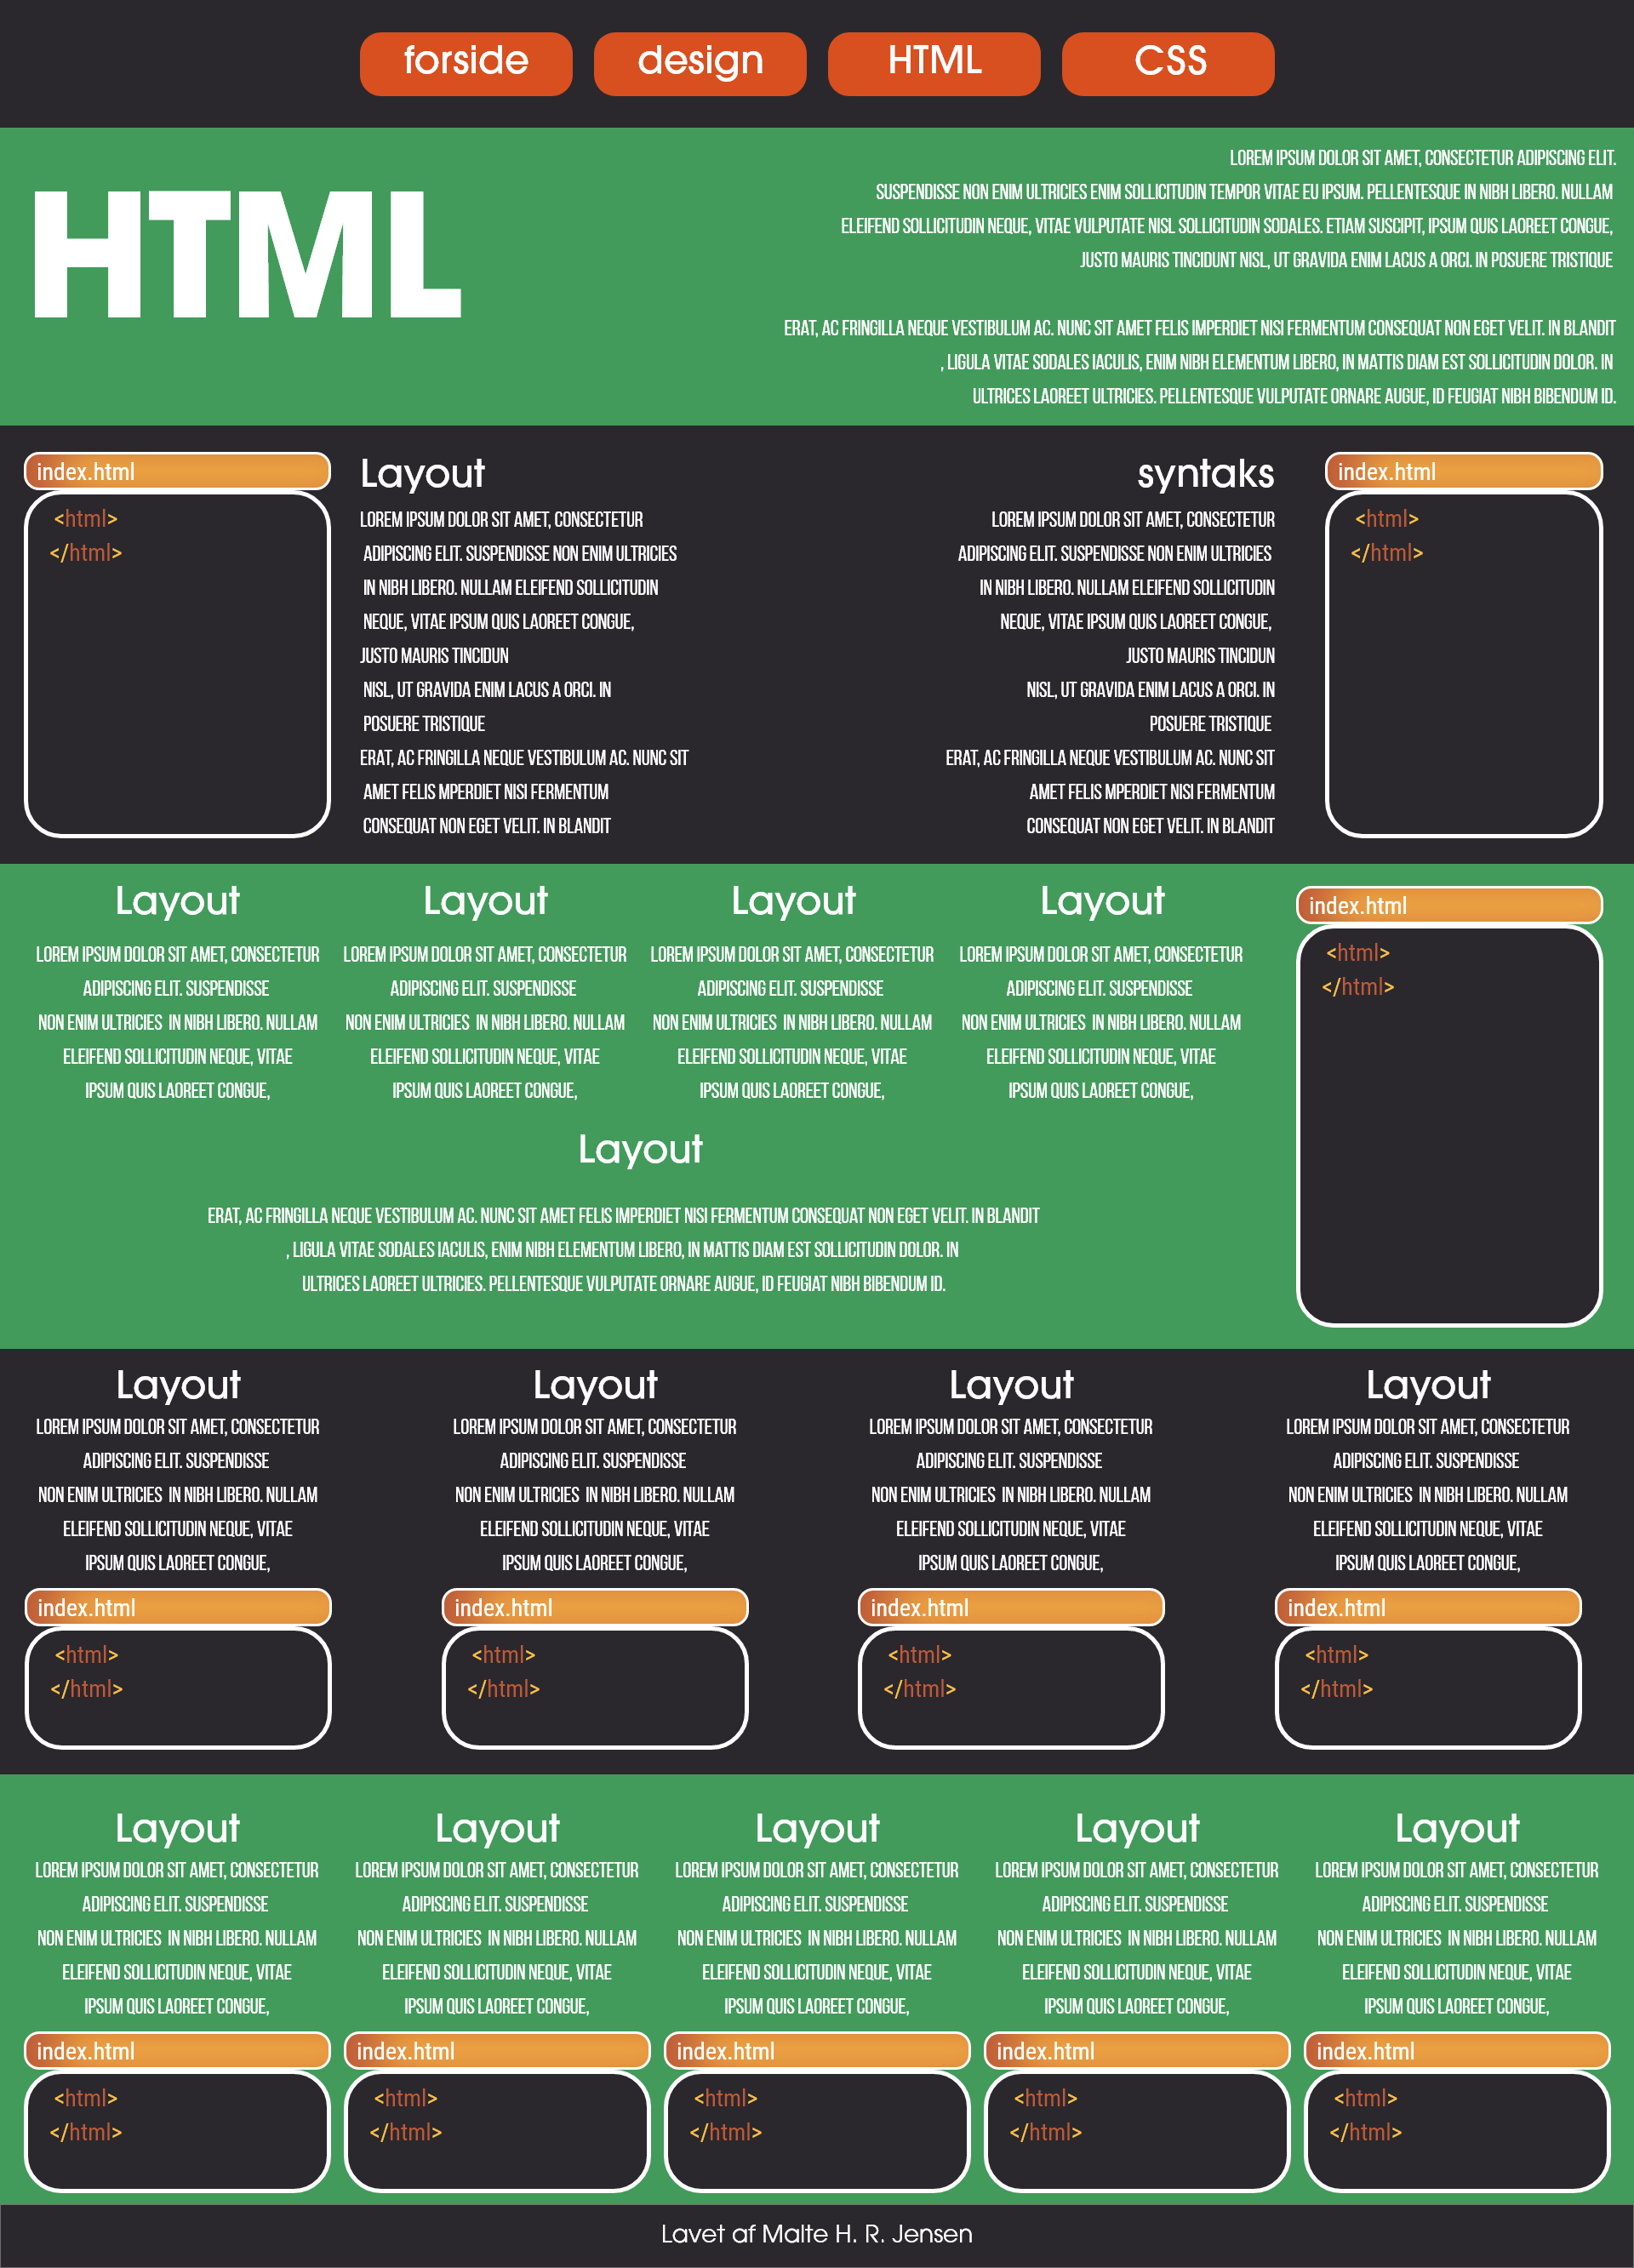 forside
design
HTML
CSS
HTML
LOREM IPSUM DOLOR SIT AMET, CONSECTETUR ADIPISCING ELIT.
SUSPENDISSE NON ENIM ULTRICIES ENIM SOLLICITUDIN TEMPOR VITAE EU IPSUM. PELLENTESQUE IN NIBH LIBERO. NULLAM
ELEIFEND SOLLICITUDIN NEQUE, VITAE VULPUTATE NISL SOLLICITUDIN SODALES. ETIAM SUSCIPIT, IPSUM QUIS LAOREET CONGUE,
JUSTO MAURIS TINCIDUNT NISL, UT GRAVIDA ENIM LACUS A ORCI. IN POSUERE TRISTIQUE
ERAT, AC FRINGILLA NEQUE VESTIBULUM AC. NUNC SIT AMET FELIS IMPERDIET NISI FERMENTUM CONSEQUAT NON EGET VELIT. IN BLANDIT
, LIGULA VITAE SODALES IACULIS, ENIM NIBH ELEMENTUM LIBERO, IN MATTIS DIAM EST SOLLICITUDIN DOLOR. IN
ULTRICES LAOREET ULTRICIES. PELLENTESQUE VULPUTATE ORNARE AUGUE, ID FEUGIAT NIBH BIBENDUM ID.
index.html
<html>
</html>
Layout
LOREM IPSUM DOLOR SIT AMET, CONSECTETUR
ADIPISCING ELIT. SUSPENDISSE NON ENIM ULTRICIES
IN NIBH LIBERO. NULLAM ELEIFEND SOLLICITUDIN
NEQUE, VITAE IPSUM QUIS LAOREET CONGUE,
JUSTO MAURIS TINCIDUN
NISL, UT GRAVIDA ENIM LACUS A ORCI. IN
POSUERE TRISTIQUE
ERAT, AC FRINGILLA NEQUE VESTIBULUM AC. NUNC SIT
AMET FELIS MPERDIET NISI FERMENTUM
CONSEQUAT NON EGET VELIT. IN BLANDIT
syntaks
LOREM IPSUM DOLOR SIT AMET, CONSECTETUR
ADIPISCING ELIT. SUSPENDISSE NON ENIM ULTRICIES
IN NIBH LIBERO. NULLAM ELEIFEND SOLLICITUDIN
NEQUE, VITAE IPSUM QUIS LAOREET CONGUE,
JUSTO MAURIS TINCIDUN
NISL, UT GRAVIDA ENIM LACUS A ORCI. IN
POSUERE TRISTIQUE
ERAT, AC FRINGILLA NEQUE VESTIBULUM AC. NUNC SIT
AMET FELIS MPERDIET NISI FERMENTUM
CONSEQUAT NON EGET VELIT. IN BLANDIT
index.html
<html>
</html>
Layout
LOREM IPSUM DOLOR SIT AMET, CONSECTETUR
ADIPISCING ELIT. SUSPENDISSE
NON ENIM ULTRICIES  IN NIBH LIBERO. NULLAM
ELEIFEND SOLLICITUDIN NEQUE, VITAE
IPSUM QUIS LAOREET CONGUE,
Layout
LOREM IPSUM DOLOR SIT AMET, CONSECTETUR
ADIPISCING ELIT. SUSPENDISSE
NON ENIM ULTRICIES  IN NIBH LIBERO. NULLAM
ELEIFEND SOLLICITUDIN NEQUE, VITAE
IPSUM QUIS LAOREET CONGUE,
Layout
LOREM IPSUM DOLOR SIT AMET, CONSECTETUR
ADIPISCING ELIT. SUSPENDISSE
NON ENIM ULTRICIES  IN NIBH LIBERO. NULLAM
ELEIFEND SOLLICITUDIN NEQUE, VITAE
IPSUM QUIS LAOREET CONGUE,
Layout
LOREM IPSUM DOLOR SIT AMET, CONSECTETUR
ADIPISCING ELIT. SUSPENDISSE
NON ENIM ULTRICIES  IN NIBH LIBERO. NULLAM
ELEIFEND SOLLICITUDIN NEQUE, VITAE
IPSUM QUIS LAOREET CONGUE,
Layout
ERAT, AC FRINGILLA NEQUE VESTIBULUM AC. NUNC SIT AMET FELIS IMPERDIET NISI FERMENTUM CONSEQUAT NON EGET VELIT. IN BLANDIT
, LIGULA VITAE SODALES IACULIS, ENIM NIBH ELEMENTUM LIBERO, IN MATTIS DIAM EST SOLLICITUDIN DOLOR. IN
ULTRICES LAOREET ULTRICIES. PELLENTESQUE VULPUTATE ORNARE AUGUE, ID FEUGIAT NIBH BIBENDUM ID.
index.html
<html>
</html>
Layout
LOREM IPSUM DOLOR SIT AMET, CONSECTETUR
ADIPISCING ELIT. SUSPENDISSE
NON ENIM ULTRICIES  IN NIBH LIBERO. NULLAM
ELEIFEND SOLLICITUDIN NEQUE, VITAE
IPSUM QUIS LAOREET CONGUE,
index.html
<html>
</html>
Layout
LOREM IPSUM DOLOR SIT AMET, CONSECTETUR
ADIPISCING ELIT. SUSPENDISSE
NON ENIM ULTRICIES  IN NIBH LIBERO. NULLAM
ELEIFEND SOLLICITUDIN NEQUE, VITAE
IPSUM QUIS LAOREET CONGUE,
index.html
<html>
</html>
Layout
LOREM IPSUM DOLOR SIT AMET, CONSECTETUR
ADIPISCING ELIT. SUSPENDISSE
NON ENIM ULTRICIES  IN NIBH LIBERO. NULLAM
ELEIFEND SOLLICITUDIN NEQUE, VITAE
IPSUM QUIS LAOREET CONGUE,
index.html
<html>
</html>
Layout
LOREM IPSUM DOLOR SIT AMET, CONSECTETUR
ADIPISCING ELIT. SUSPENDISSE
NON ENIM ULTRICIES  IN NIBH LIBERO. NULLAM
ELEIFEND SOLLICITUDIN NEQUE, VITAE
IPSUM QUIS LAOREET CONGUE,
index.html
<html>
</html>
Layout
LOREM IPSUM DOLOR SIT AMET, CONSECTETUR
ADIPISCING ELIT. SUSPENDISSE
NON ENIM ULTRICIES  IN NIBH LIBERO. NULLAM
ELEIFEND SOLLICITUDIN NEQUE, VITAE
IPSUM QUIS LAOREET CONGUE,
index.html
<html>
</html>
Layout
LOREM IPSUM DOLOR SIT AMET, CONSECTETUR
ADIPISCING ELIT. SUSPENDISSE
NON ENIM ULTRICIES  IN NIBH LIBERO. NULLAM
ELEIFEND SOLLICITUDIN NEQUE, VITAE
IPSUM QUIS LAOREET CONGUE,
index.html
<html>
</html>
Layout
LOREM IPSUM DOLOR SIT AMET, CONSECTETUR
ADIPISCING ELIT. SUSPENDISSE
NON ENIM ULTRICIES  IN NIBH LIBERO. NULLAM
ELEIFEND SOLLICITUDIN NEQUE, VITAE
IPSUM QUIS LAOREET CONGUE,
index.html
<html>
</html>
Layout
LOREM IPSUM DOLOR SIT AMET, CONSECTETUR
ADIPISCING ELIT. SUSPENDISSE
NON ENIM ULTRICIES  IN NIBH LIBERO. NULLAM
ELEIFEND SOLLICITUDIN NEQUE, VITAE
IPSUM QUIS LAOREET CONGUE,
index.html
<html>
</html>
Layout
LOREM IPSUM DOLOR SIT AMET, CONSECTETUR
ADIPISCING ELIT. SUSPENDISSE
NON ENIM ULTRICIES  IN NIBH LIBERO. NULLAM
ELEIFEND SOLLICITUDIN NEQUE, VITAE
IPSUM QUIS LAOREET CONGUE,
index.html
<html>
</html>
Lavet af Malte H. R. Jensen